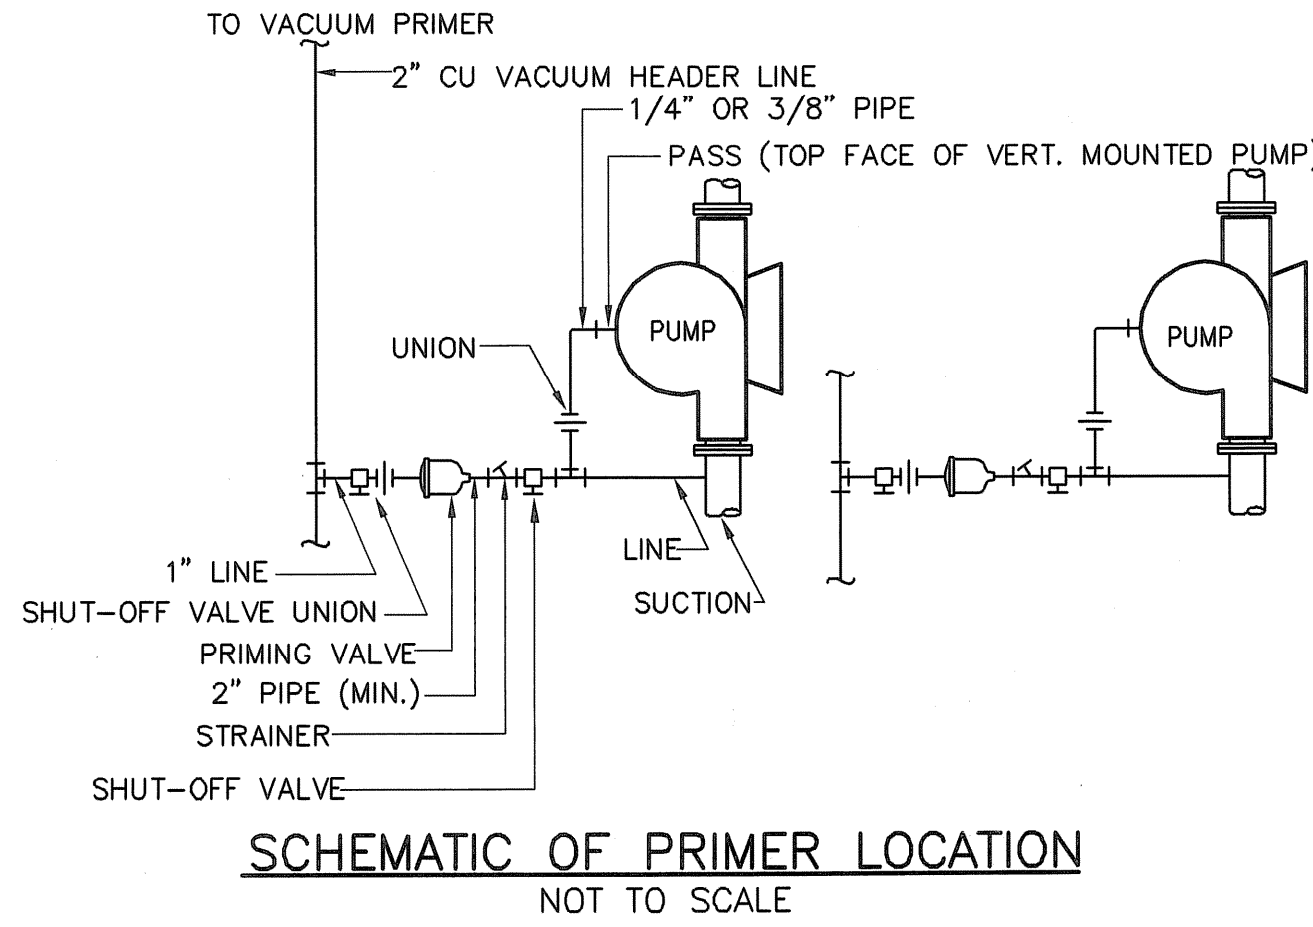 TO VACUUM PRIMER
2" CU VACUUM HEADER LINE
1/4" OR 3/8" PIPE
PASS (TOP FACE OF VERT. MOUNTED PUMP)
PUMP
PUMP
UNION
LINE
1" LINE
SUCTION
SHUT-OFF VALVE UNION
PRIMING VALVE
2" PIPE (MIN.)
STRAINER
SHUT-OFF VALVE
SCHEMATIC OF PRIMER LOCATION
NOT TO SCALE